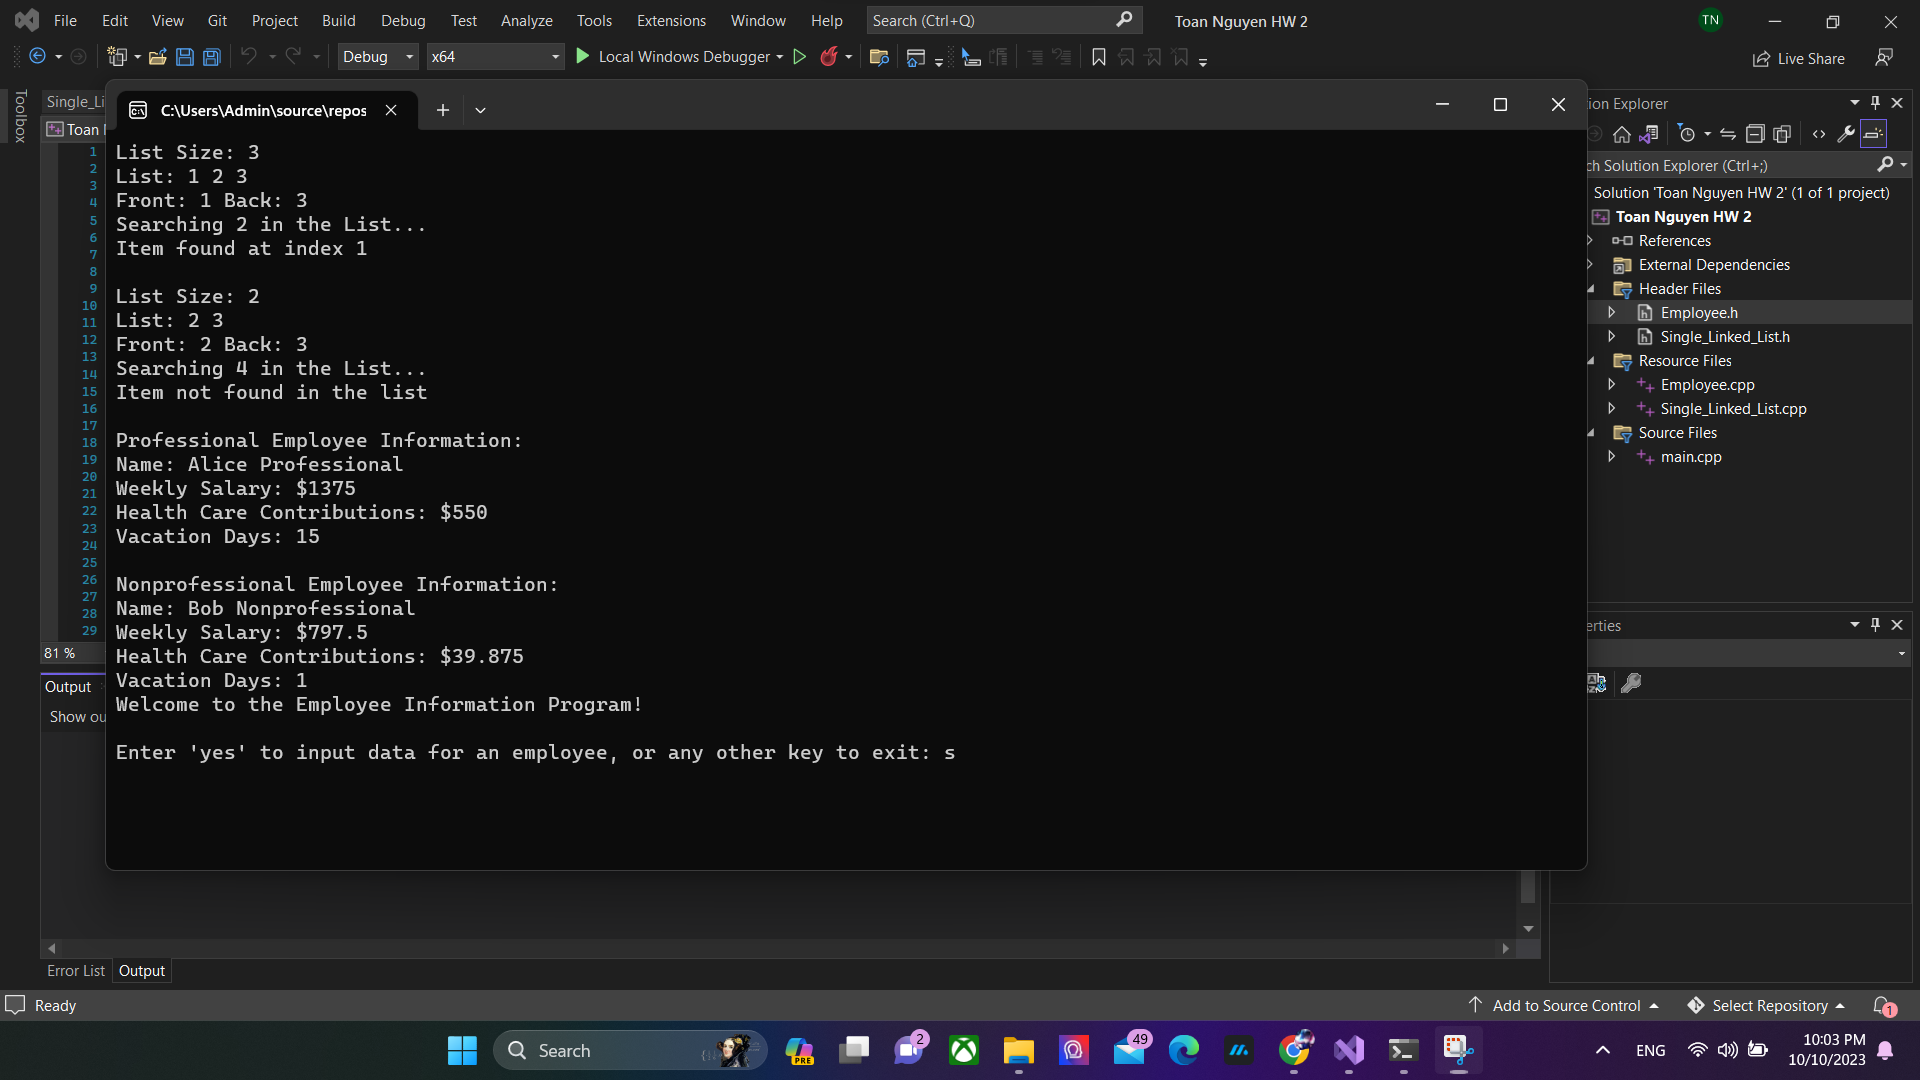 File Edit View Git Project Build Debug Test Analyze Tools Extensions Window Help Search (Ctrl+Q) Toan Nguyen HW 2 TN
Debug x64 Local Windows Debugger Live Share
Toolbox
Single_Li
Toan
C:\Users\Admin\source\repos
1
2
3
4
5
6
7
8
9
10
11
12
13
14
15
16
17
18
19
20
21
22
23
24
25
26
27
28
29
81 %
List Size: 3
List: 1 2 3
Front: 1 Back: 3
Searching 2 in the List...
Item found at index 1
List Size: 2
List: 2 3
Front: 2 Back: 3
Searching 4 in the List...
Item not found in the list
Professional Employee Information:
Name: Alice Professional
Weekly Salary: $1375
Health Care Contributions: $550
Vacation Days: 15
Nonprofessional Employee Information:
Name: Bob Nonprofessional
Weekly Salary: $797.5
Health Care Contributions: $39.875
Vacation Days: 1
Welcome to the Employee Information Program!
Enter 'yes' to input data for an employee, or any other key to exit: s
ion Explorer
ch Solution Explorer (Ctrl+;)
Solution 'Toan Nguyen HW 2' (1 of 1 project)
Toan Nguyen HW 2
References
External Dependencies
Header Files
Employee.h
Single_Linked_List.h
Resource Files
Employee.cpp
Single_Linked_List.cpp
Source Files
main.cpp
erties
Output
Show ou
Error List Output
Ready Add to Source Control Select Repository 1
Search PRE 2 49 ENG 10:03 PM
10/10/2023